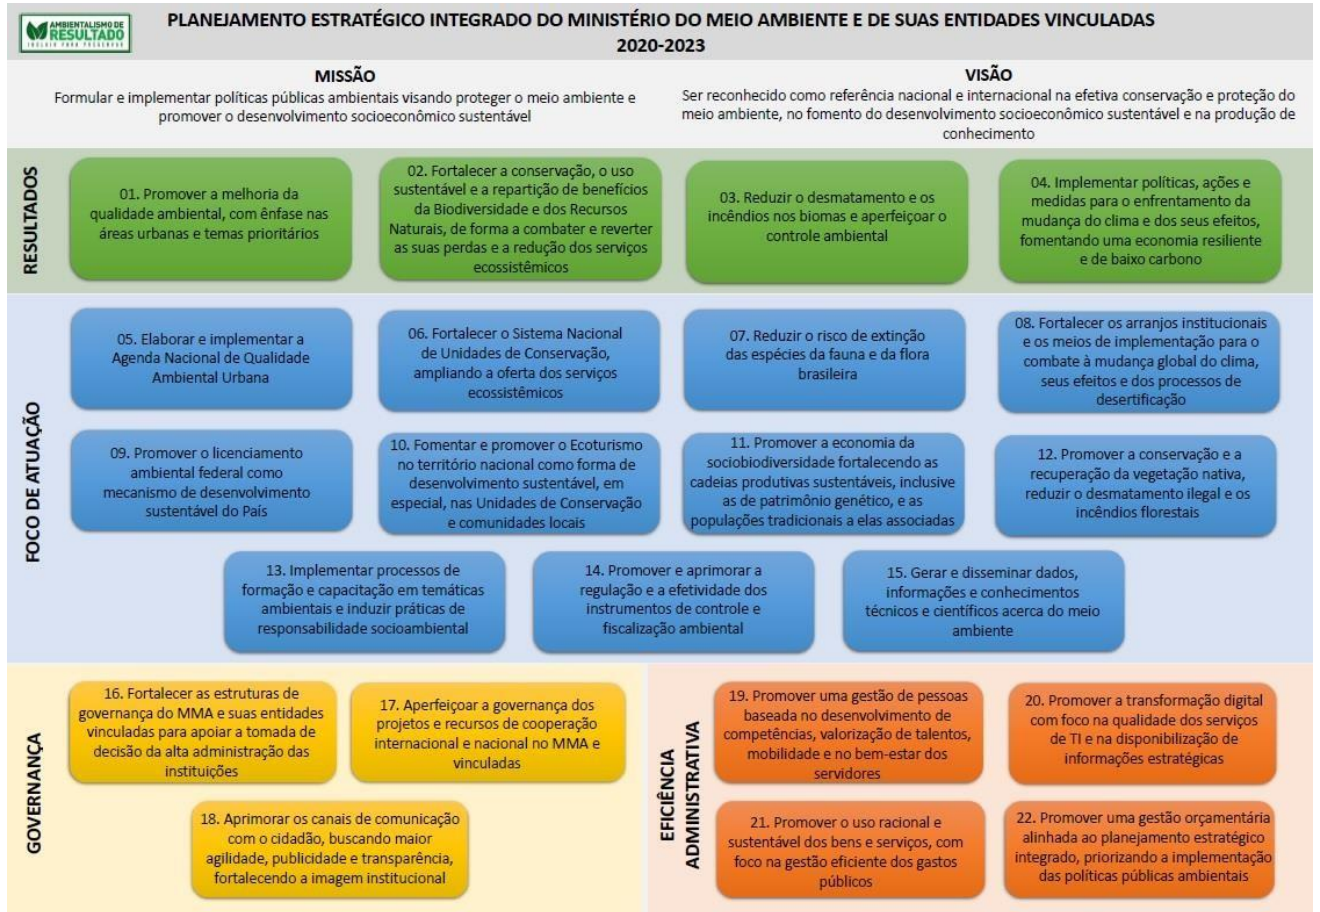 AMBIENTALISMO DE
RESULTADO
INCLUIR PARA PRESERVAR
PLANEJAMENTO ESTRATÉGICO INTEGRADO DO MINISTÉRIO DO MEIO AMBIENTE E DE SUAS ENTIDADES VINCULADAS
2020-2023
MISSÃO
Formular e implementar políticas públicas ambientais visando proteger o meio ambiente e
promover o desenvolvimento socioeconômico sustentável
VISÃO
Ser reconhecido como referência nacional e internacional na efetiva conservação e proteção do
meio ambiente, no fomento do desenvolvimento socioeconômico sustentável e na produção de
conhecimento
RESULTADOS
01. Promover a melhoria da
qualidade ambiental, com ênfase nas
áreas urbanas e temas prioritários
02. Fortalecer a conservação, o uso
sustentável e a repartição de benefícios
da Biodiversidade e dos Recursos
Naturais, de forma a combater e reverter
as suas perdas e a redução dos serviços
ecossistêmicos
03. Reduzir o desmatamento e os
incêndios nos biomas e aperfeiçoar o
controle ambiental
04. Implementar políticas, ações e
medidas para o enfrentamento da
mudança do clima e dos seus efeitos,
fomentando uma economia resiliente
e de baixo carbono
FOCO DE ATUAÇÃO
05. Elaborar e implementar a
Agenda Nacional de Qualidade
Ambiental Urbana
06. Fortalecer o Sistema Nacional
de Unidades de Conservação,
ampliando a oferta dos serviços
ecossistêmicos
07. Reduzir o risco de extinção
das espécies da fauna e da flora
brasileira
08. Fortalecer os arranjos institucionais
e os meios de implementação para o
combate à mudança global do clima,
seus efeitos e dos processos de
desertificação
09. Promover o licenciamento
ambiental federal como
mecanismo de desenvolvimento
sustentável do País
10. Fomentar e promover o Ecoturismo
no território nacional como forma de
desenvolvimento sustentável, em
especial, nas Unidades de Conservação
e comunidades locais
11. Promover a economia da
sociobiodiversidade fortalecendo as
cadeias produtivas sustentáveis, inclusive
as de patrimônio genético, e as
populações tradicionais a elas associadas
12. Promover a conservação e a
recuperação da vegetação nativa,
reduzir o desmatamento ilegal e os
incêndios florestais
13. Implementar processos de
formação e capacitação em temáticas
ambientais e induzir práticas de
responsabilidade socioambiental
14. Promover e aprimorar a
regulação e a efetividade dos
instrumentos de controle e
fiscalização ambiental
15. Gerar e disseminar dados,
informações e conhecimentos
técnicos e científicos acerca do meio
ambiente
GOVERNANÇA
16. Fortalecer as estruturas de
governança do MMA e suas entidades
vinculadas para apoiar a tomada de
decisão da alta administração das
instituições
17. Aperfeiçoar a governança dos
projetos e recursos de cooperação
internacional e nacional no MMA e
vinculadas
18. Aprimorar os canais de comunicação
com o cidadão, buscando maior
agilidade, publicidade e transparência,
fortalecendo a imagem institucional
EFICIÊNCIA
ADMINISTRATIVA
19. Promover uma gestão de pessoas
baseada no desenvolvimento de
competências, valorização de talentos,
mobilidade e no bem-estar dos
servidores
20. Promover a transformação digital
com foco na qualidade dos serviços
de TI e na disponibilização de
informações estratégicas
21. Promover o uso racional e
sustentável dos bens e serviços, com
foco na gestão eficiente dos gastos
públicos
22. Promover uma gestão orçamentária
alinhada ao planejamento estratégico
integrado, priorizando a implementação
das políticas públicas ambientais